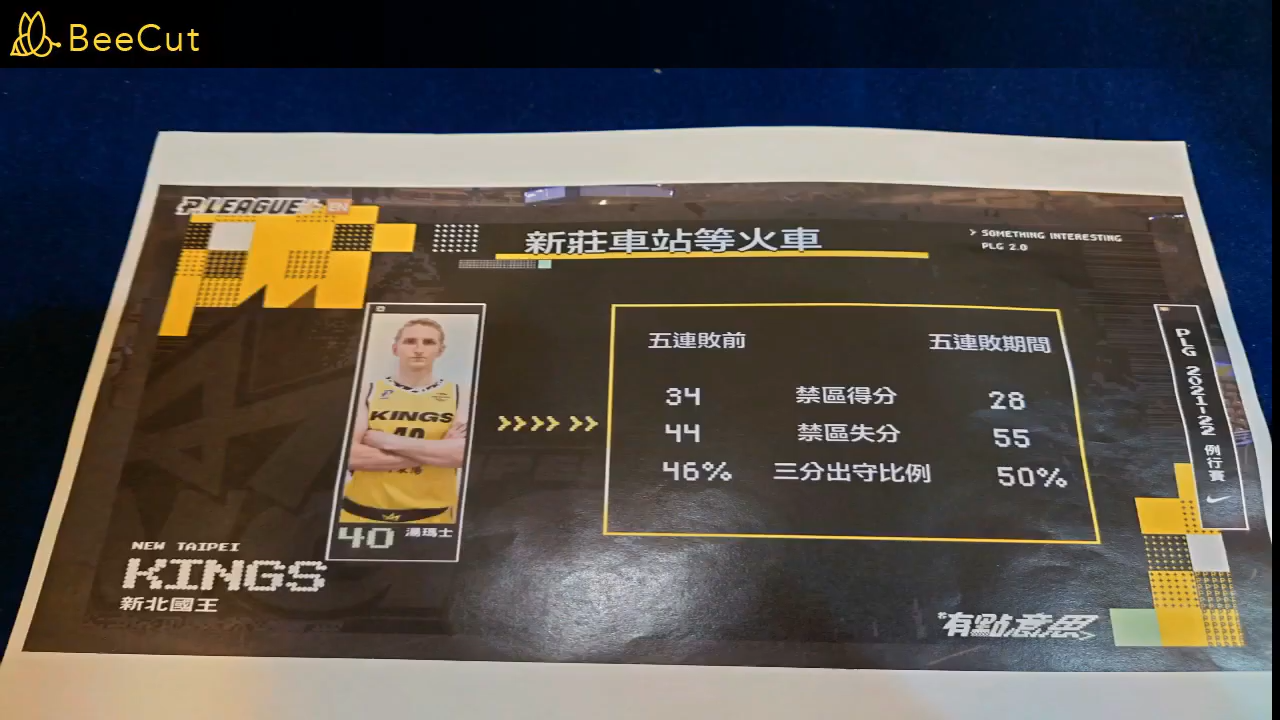 BeeCut
P.LEAGUE+ EN
新莊車站等火車
SOMETHING INTERESTING
PLG 2.0
五連敗前
五連敗期間
34 禁區得分 28
44 禁區失分 55
46% 三分出守比例 50%
KINGS
40
40 湯瑪士
NEW TAIPEI
KINGS
新北國王
PLG 2021-22 例行賽
有點意思